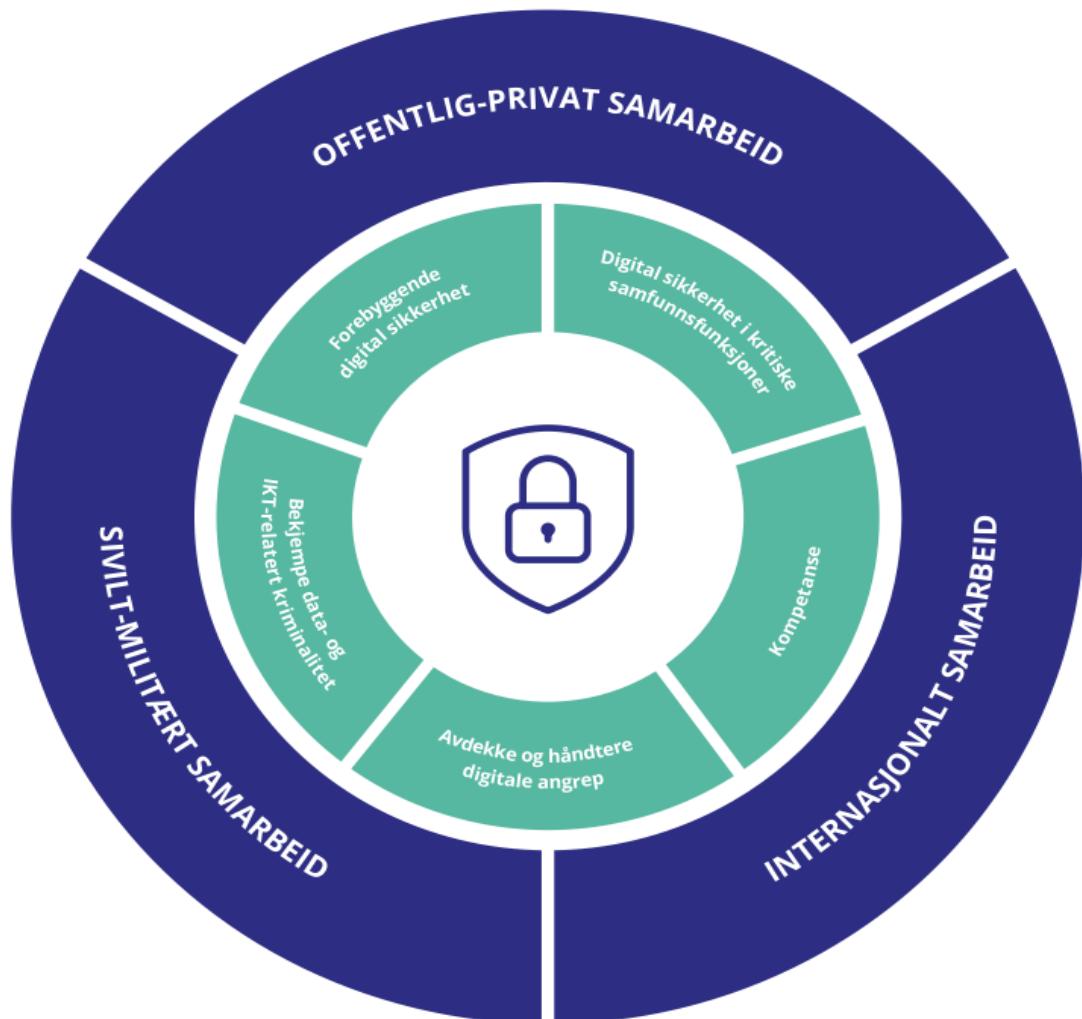 OFFENTLIG-PRIVAT SAMARBEID
Forebyggende
digital sikkerhet
Digital sikkerhet i kritiske
samfunnsfunksjoner
Bekjempe data- og
IKT-relatert kriminalitet
Kompetanse
Avdekke og håndtere
digitale angrep
SIVILT-MILITÆRT SAMARBEID
INTERNASJONALT SAMARBEID